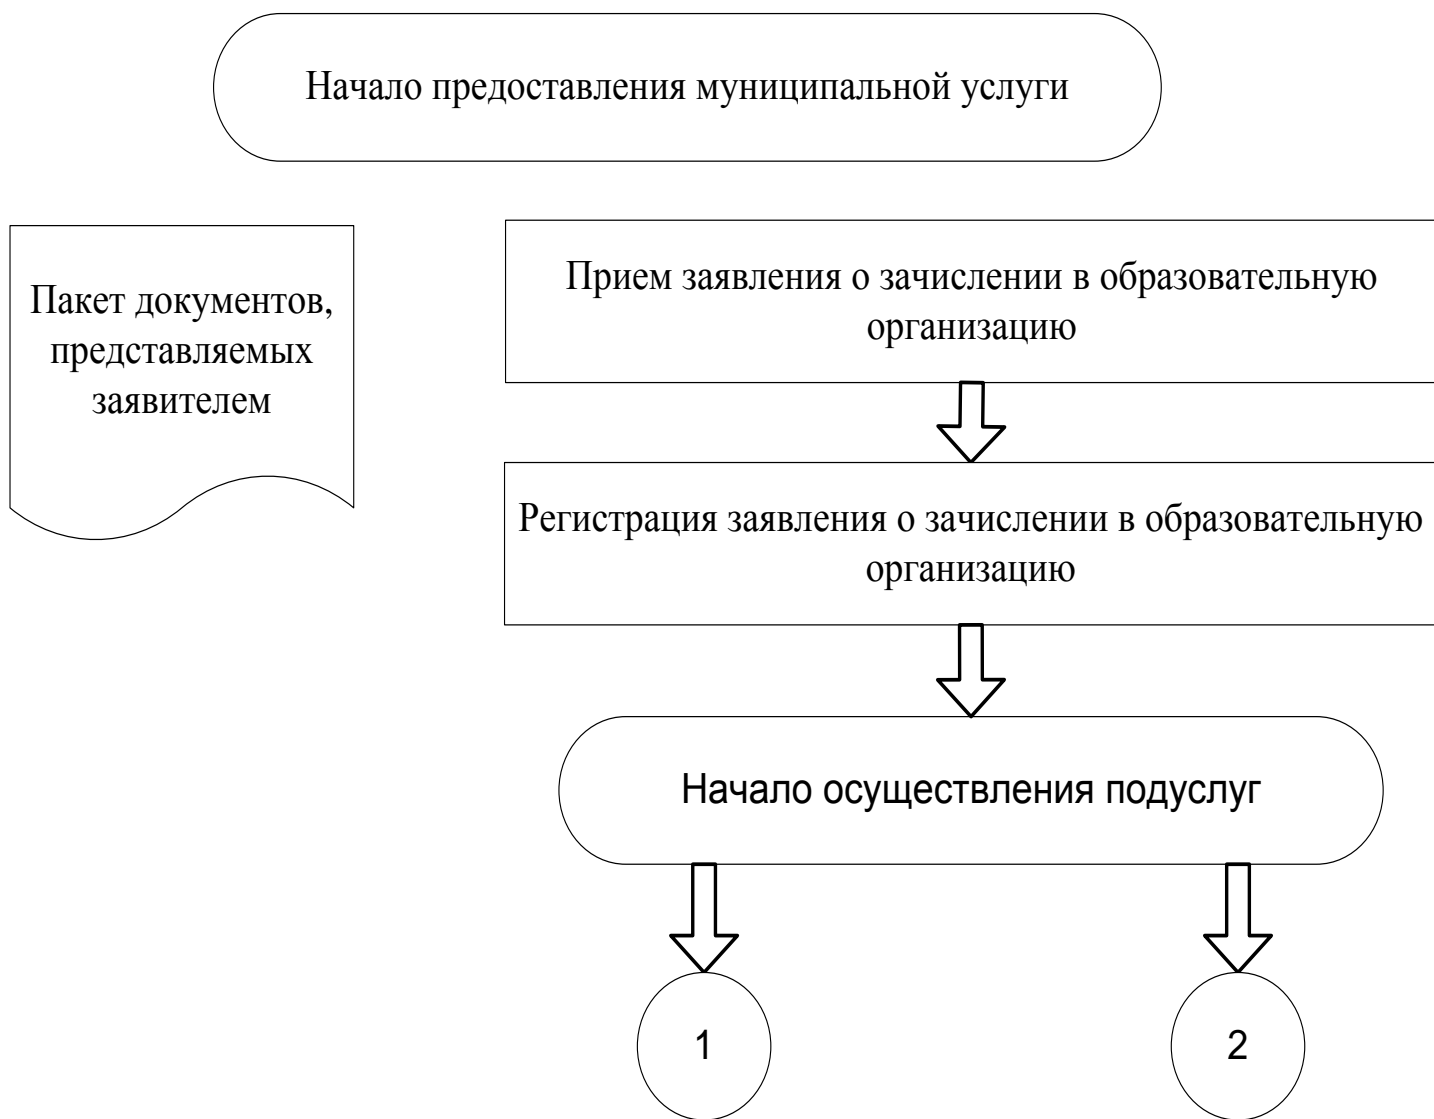 Начало предоставления муниципальной услуги
Пакет документов,
представляемых
заявителем
Прием заявления о зачислении в образовательную
организацию
Регистрация заявления о зачислении в образовательную
организацию
Начало осуществления подуслуг
1
2